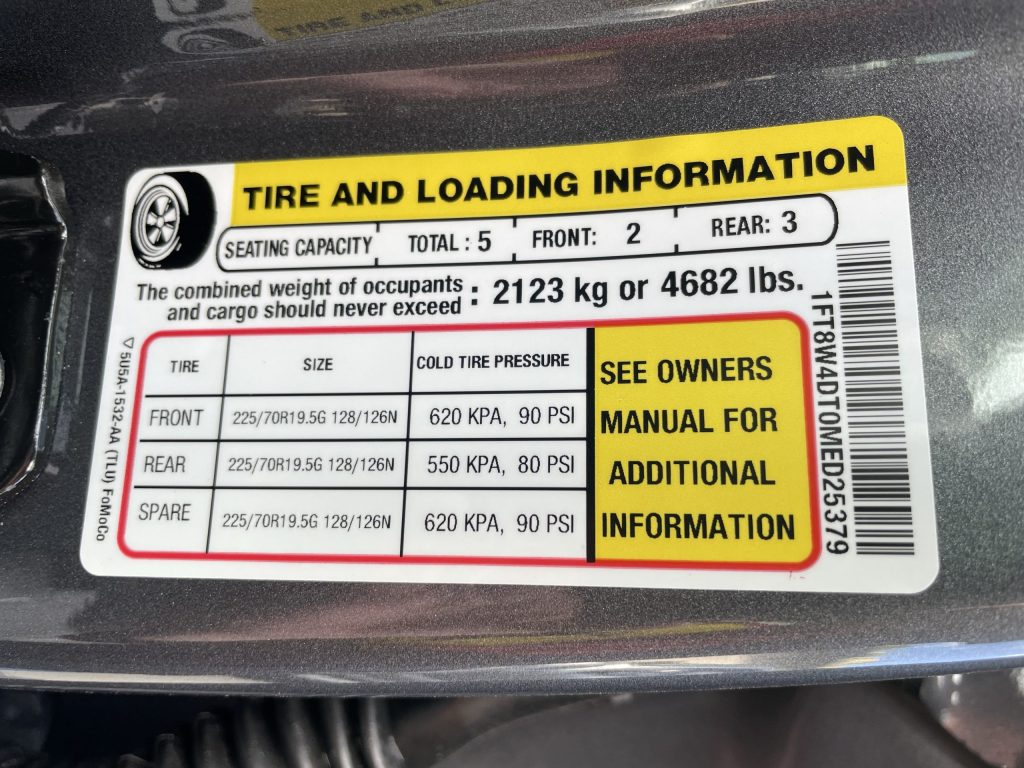 TIRE AND LOADING INFORMATION
SEATING CAPACITY TOTAL : 5 FRONT: 2 REAR: 3
The combined weight of occupants
and cargo should never exceed : 2123 kg or 4682 lbs.
TIRE SIZE COLD TIRE PRESSURE
FRONT 225/70R19.5G 128/126N 620 KPA, 90 PSI
REAR 225/70R19.5G 128/126N 550 KPA, 80 PSI
SPARE 225/70R19.5G 128/126N 620 KPA, 90 PSI
SEE OWNERS
MANUAL FOR
ADDITIONAL
INFORMATION
5U5A-1532-AA (TLU) FoMoCo
1FT8W4DT0MED25379